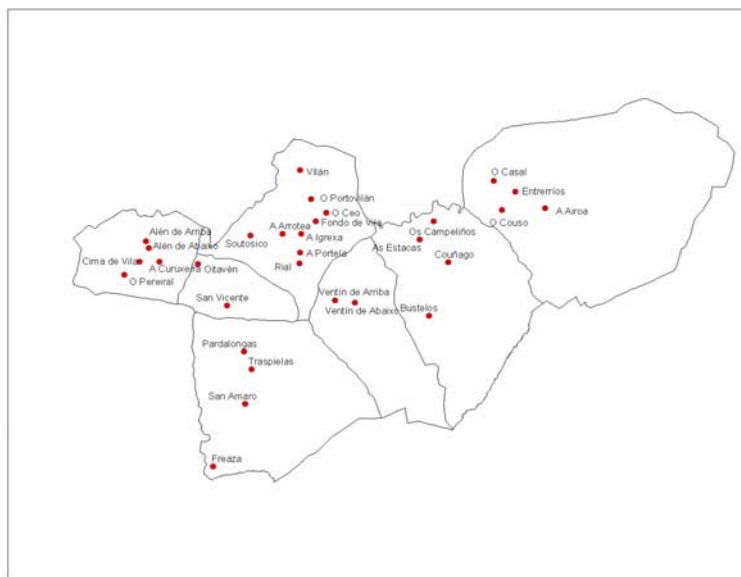 Vilán
O Casal
Entrerríos
O Portovilán
O Ceo
Fondo de Vila
A Airoa
O Couso
Os Campeliños
Alén de Arriba
A Arrotea
A Igrexa
Alén de Abaixo
Soutosico
As Estacas
A Portela
Couñago
Cima de Vila
A Curuxeira
Oitavén
Rial
O Pereiral
Ventín de Arriba
San Vicente
Ventín de Abaixo
Bustelos
Pardalongas
Traspielas
San Amaro
Freaza